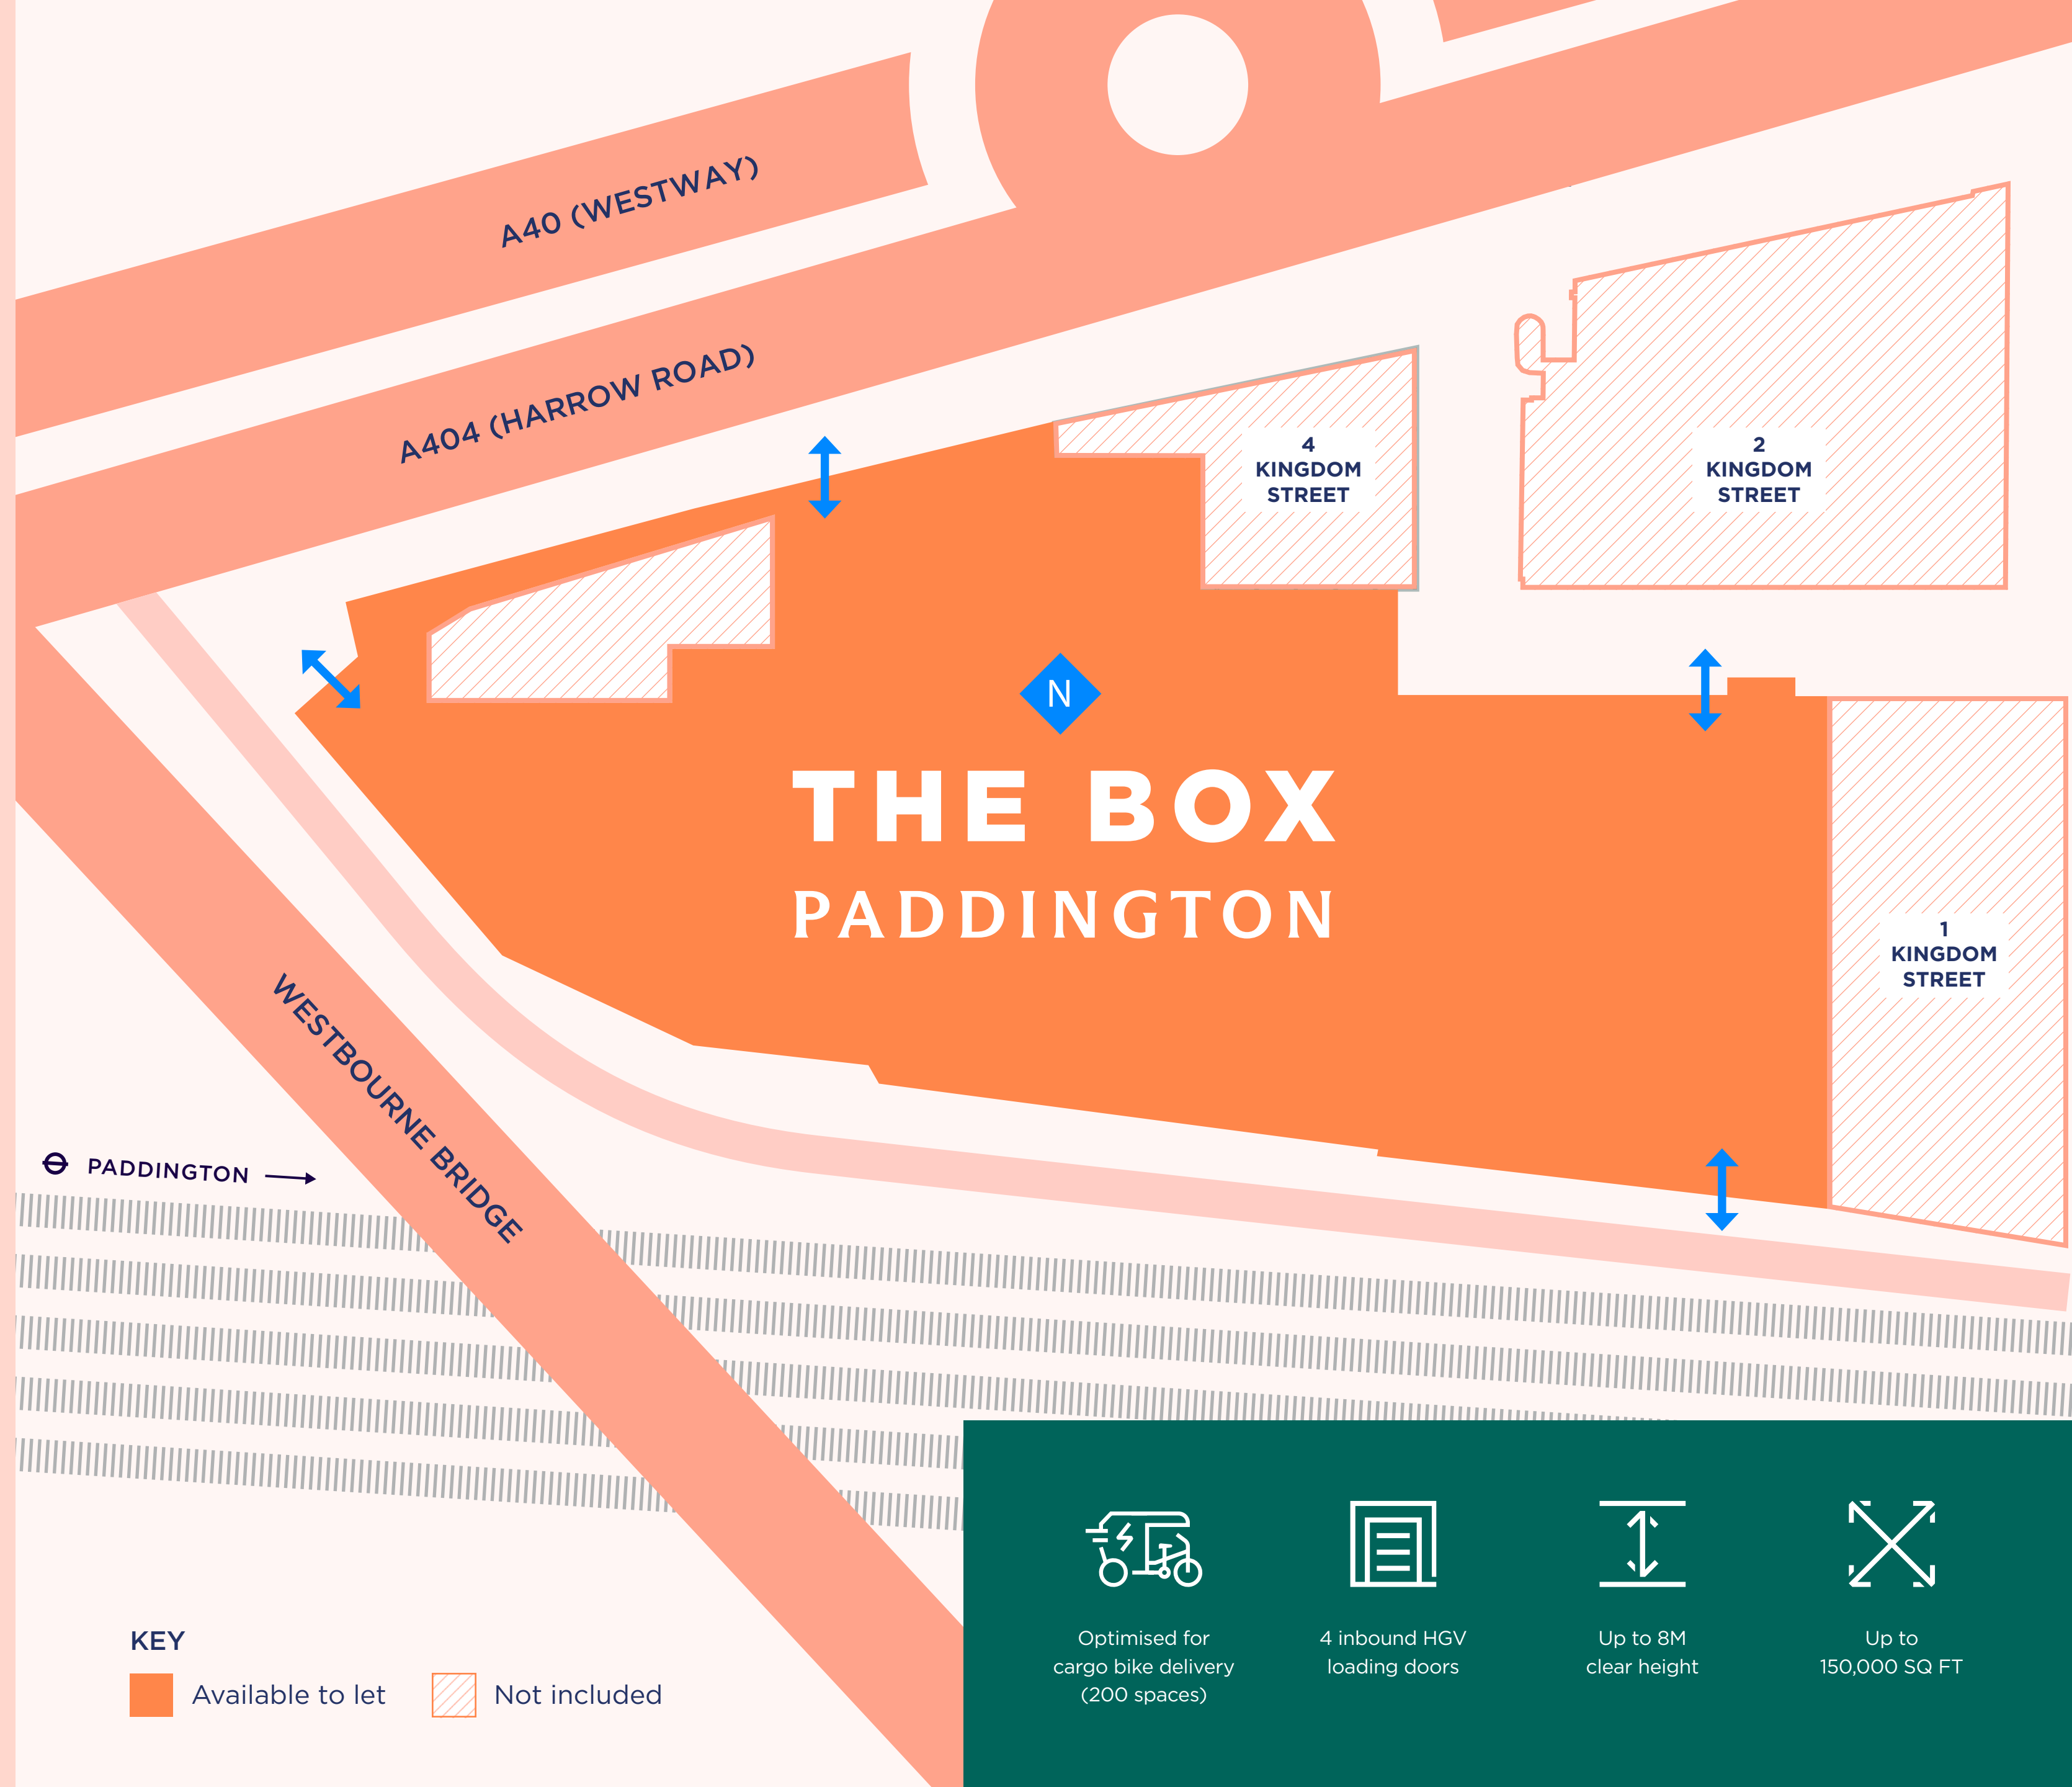 A40 (WESTWAY)
A404 (HARROW ROAD)
4
KINGDOM
STREET
2
KINGDOM
STREET
N
THE BOX
PADDINGTON
1
KINGDOM
STREET
WESTBOURNE BRIDGE
PADDINGTON
KEY
Available to let
Not included
Optimised for
cargo bike delivery
(200 spaces)
4 inbound HGV
loading doors
Up to 8M
clear height
Up to
150,000 SQ FT